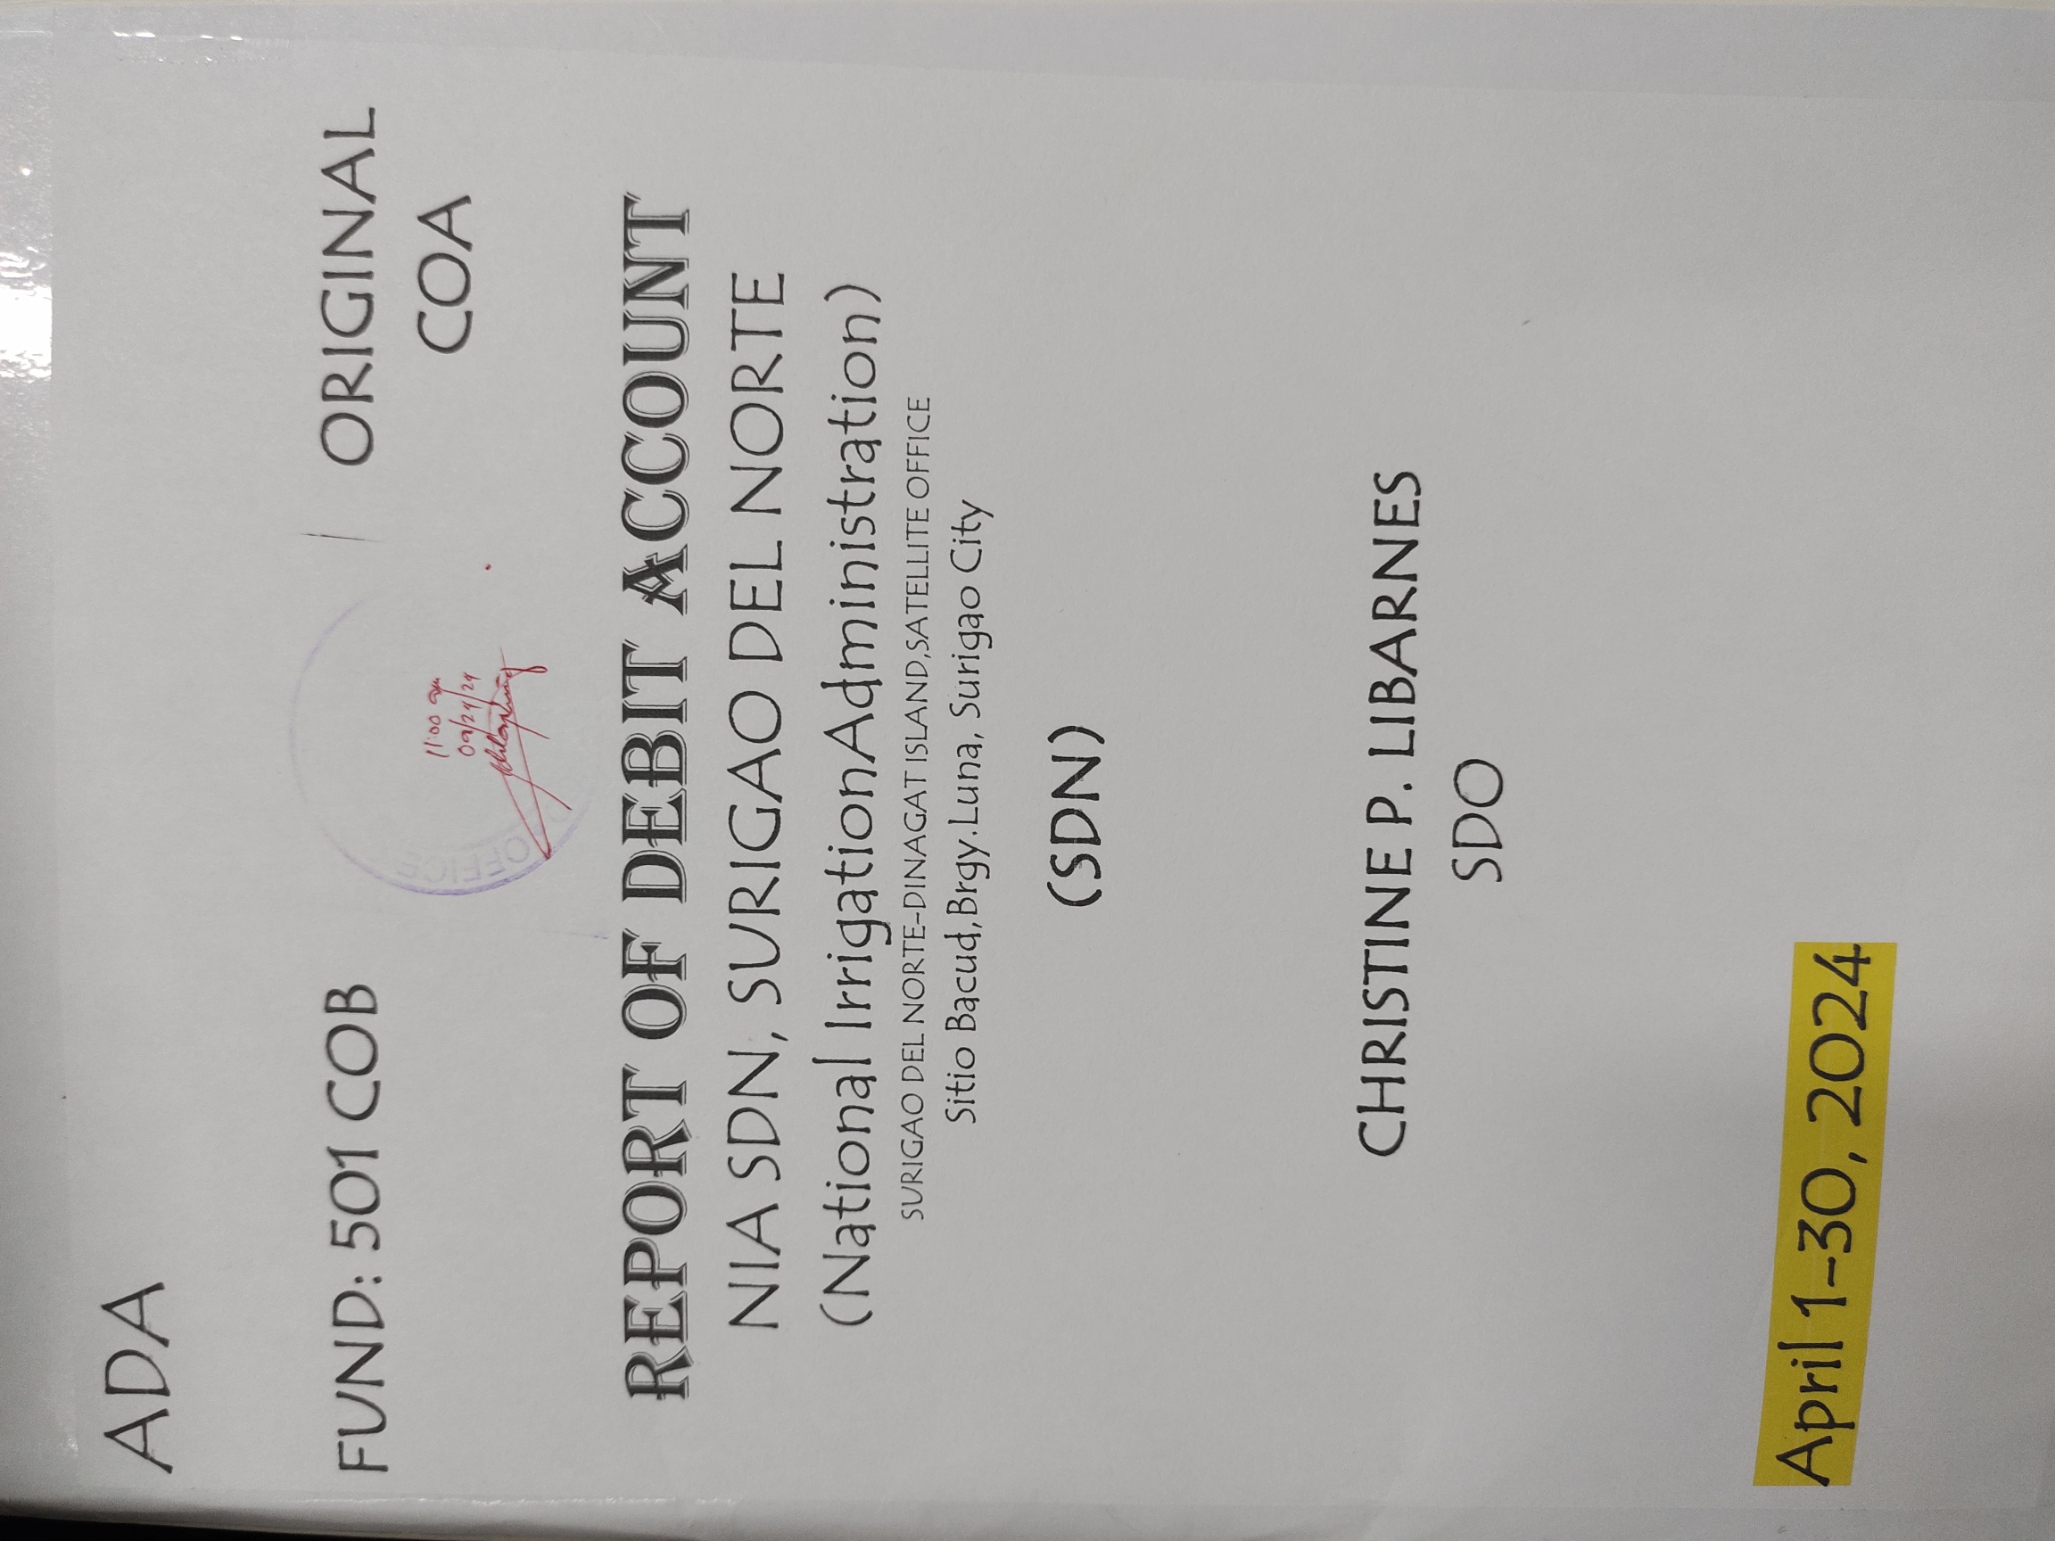 ADA
FUND: 501 COB
ORIGINAL
COA
OFFICE
11:00 am
09/24/24
REPORT OF DEBIT ACCOUNT
NIA SDN, SURIGAO DEL NORTE
(National IrrigationAdministration)
SURIGAO DEL NORTE-DINAGAT ISLAND,SATELLITE OFFICE
Sitio Bacud,Brgy.Luna, Surigao City
(SDN)
CHRISTINE P. LIBARNES
SDO
April 1-30, 2024